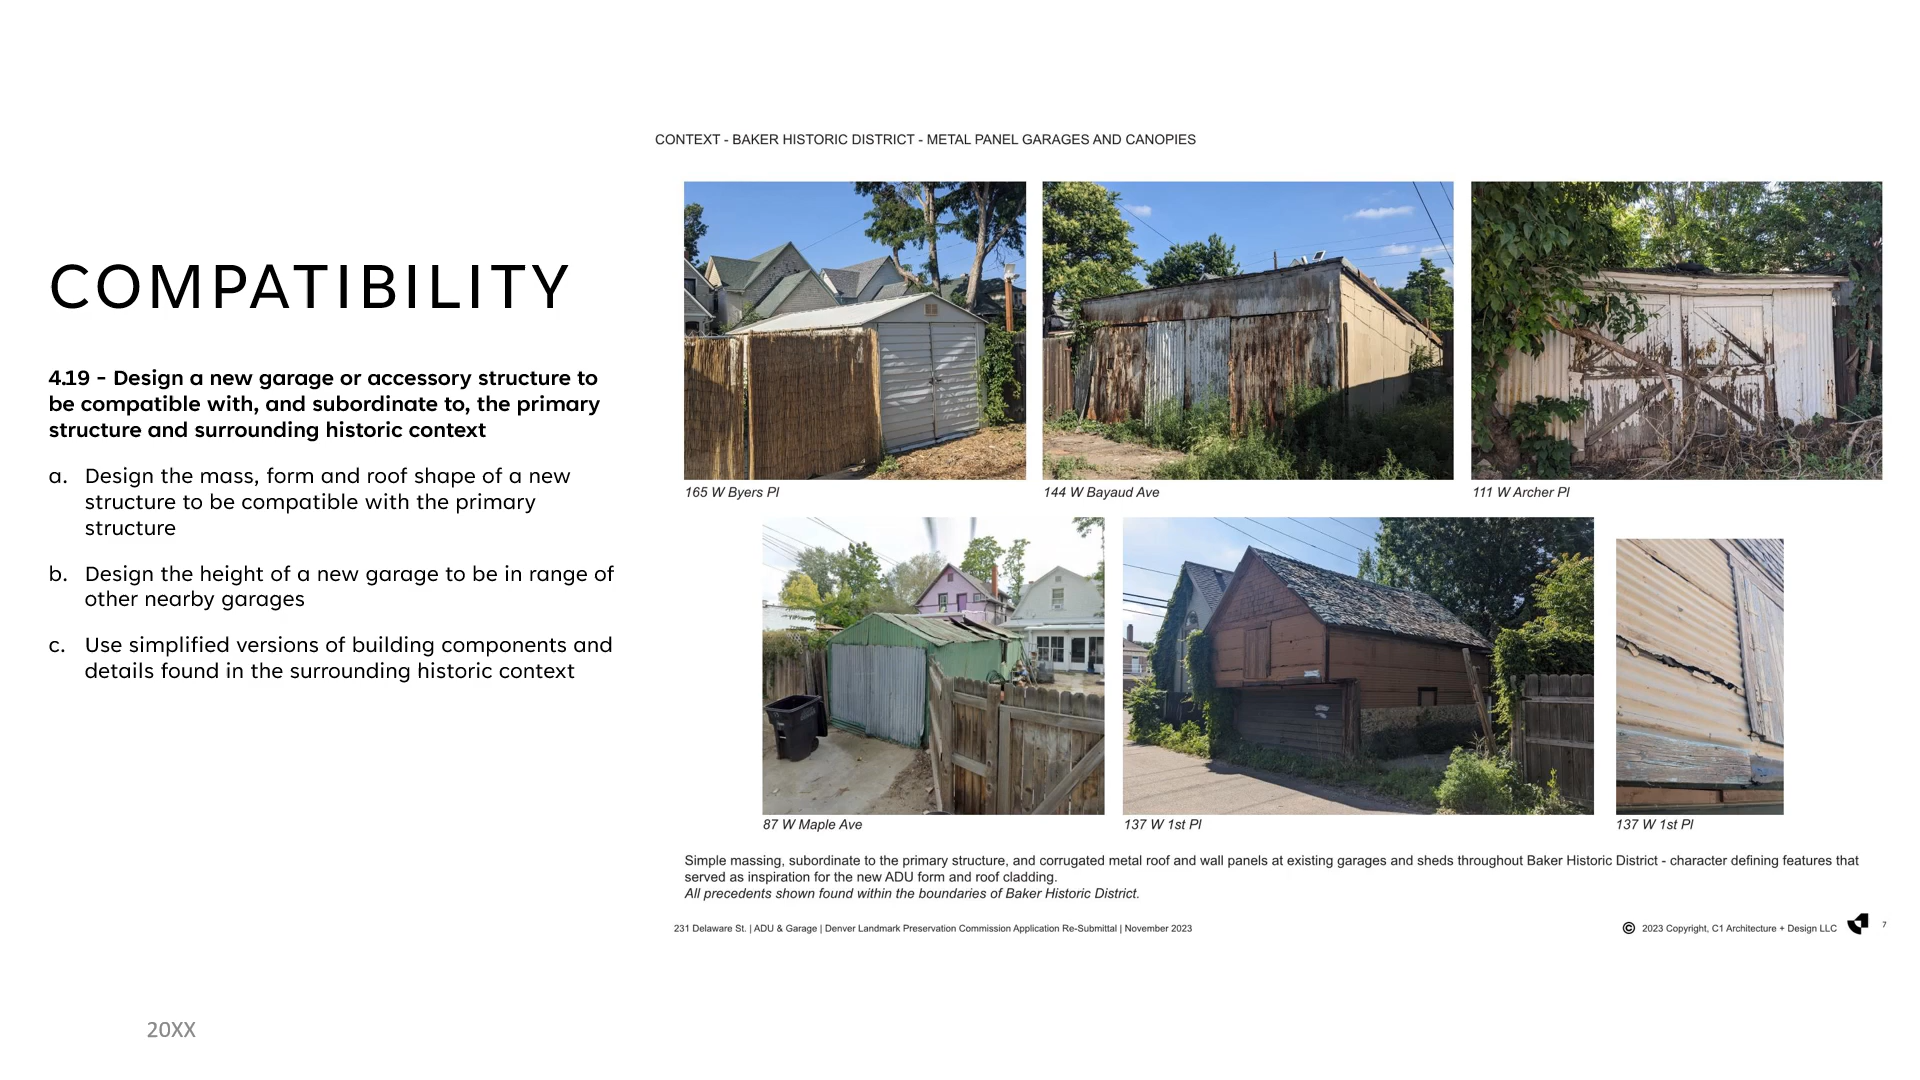 CONTEXT - BAKER HISTORIC DISTRICT - METAL PANEL GARAGES AND CANOPIES
COMPATIBILITY
4.19 - Design a new garage or accessory structure to
be compatible with, and subordinate to, the primary
structure and surrounding historic context
a. Design the mass, form and roof shape of a new
structure to be compatible with the primary
structure
b. Design the height of a new garage to be in range of
other nearby garages
c. Use simplified versions of building components and
details found in the surrounding historic context
165 W Byers Pl
144 W Bayaud Ave
111 W Archer Pl
87 W Maple Ave
137 W 1st Pl
137 W 1st Pl
Simple massing, subordinate to the primary structure, and corrugated metal roof and wall panels at existing garages and sheds throughout Baker Historic District - character defining features that
served as inspiration for the new ADU form and roof cladding.
All precedents shown found within the boundaries of Baker Historic District.
231 Delaware St. | ADU & Garage | Denver Landmark Preservation Commission Application Re-Submittal | November 2023
© 2023 Copyright, C1 Architecture + Design LLC
7
20XX